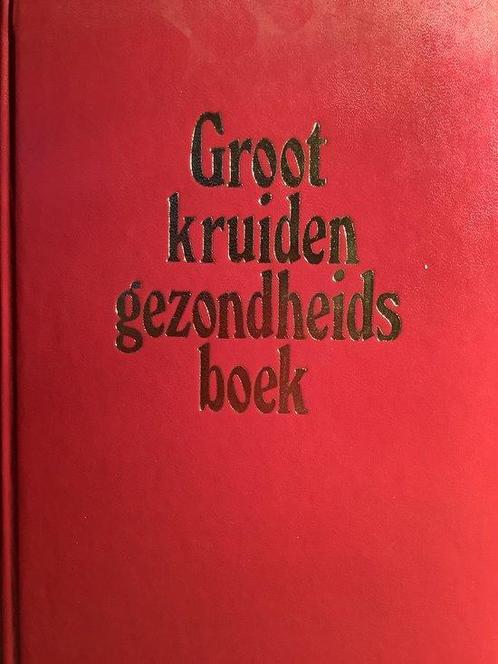 Groot
kruiden
gezondheids
boek